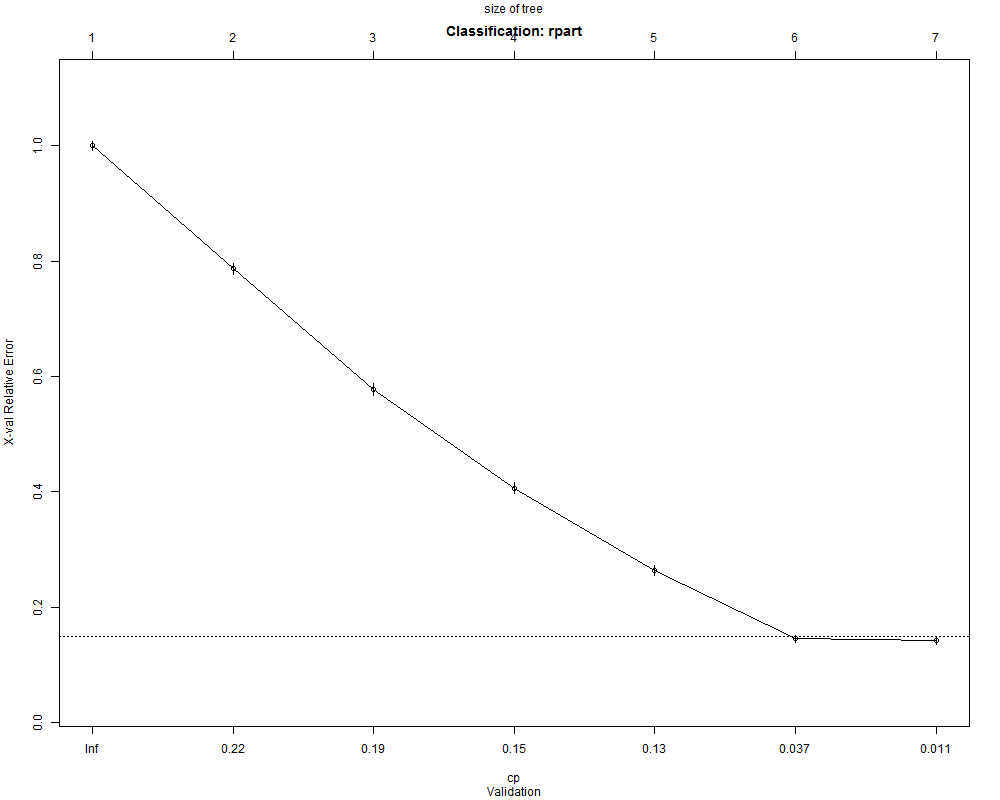 size of tree
Classification: rpart
1 2 3 4 5 6 7
X-val Relative Error
1.0
0.8
0.6
0.4
0.2
0.0
Inf 0.22 0.19 0.15 0.13 0.037 0.011
cp
Validation